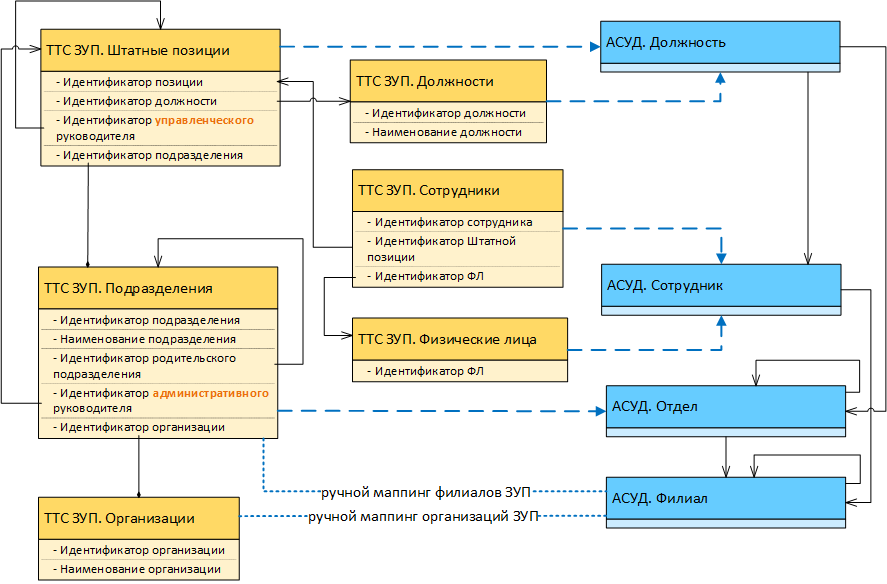 ТТС ЗУП. Штатные позиции
- Идентификатор позиции
- Идентификатор должности
- Идентификатор управленческого
руководителя
- Идентификатор подразделения
ТТС ЗУП. Должности
- Идентификатор должности
- Наименование должности
АСУД. Должность
ТТС ЗУП. Сотрудники
- Идентификатор сотрудника
- Идентификатор Штатной
позиции
- Идентификатор ФЛ
АСУД. Сотрудник
ТТС ЗУП. Подразделения
- Идентификатор подразделения
- Наименование подразделения
- Идентификатор родительского
подразделения
- Идентификатор административного
руководителя
- Идентификатор организации
ТТС ЗУП. Физические лица
- Идентификатор ФЛ
АСУД. Отдел
ручной маппинг филиалов ЗУП
АСУД. Филиал
ручной маппинг организаций ЗУП
ТТС ЗУП. Организации
- Идентификатор организации
- Наименование организации